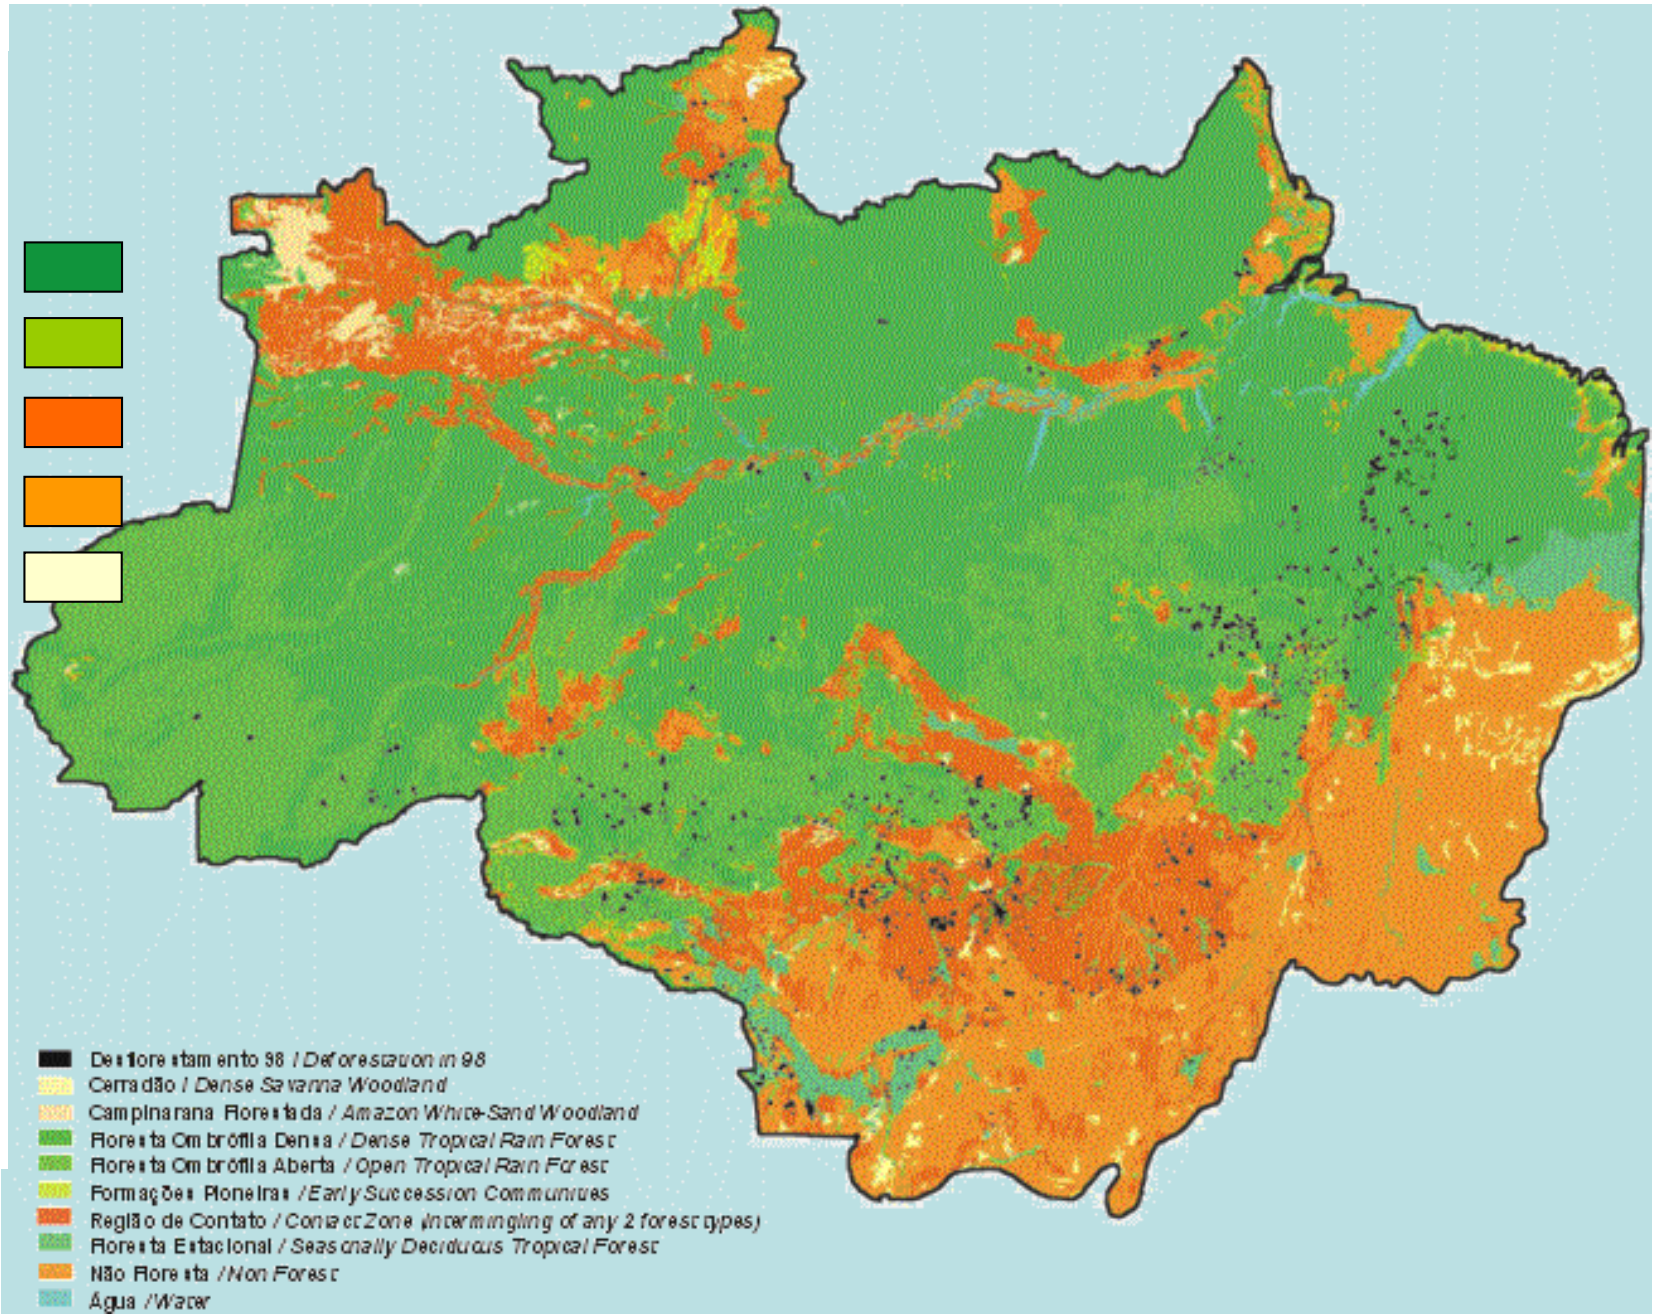 Desflorestamento 98 / Deforestation in 98
Cerradão / Dense Savanna Woodland
Campinarana Florestada / Amazon White-Sand Woodland
Floresta Ombrófila Densa / Dense Tropical Rain Forest
Floresta Ombrófila Aberta / Open Tropical Rain Forest
Formações Pioneiras / Early Succession Communities
Região de Contato / Contact Zone (intermingling of any 2 forest types)
Floresta Estacional / Seasonally Deciduous Tropical Forest
Não Floresta / Non Forest
Água / Water